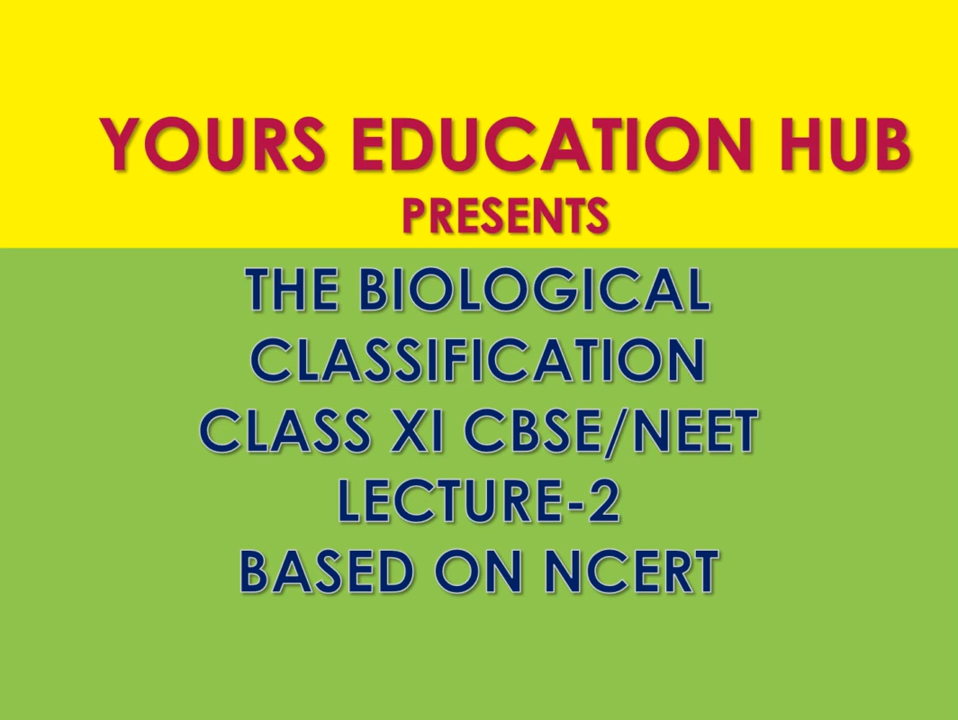 YOURS EDUCATION HUB
PRESENTS
THE BIOLOGICAL
CLASSIFICATION
CLASS XI CBSE/NEET
LECTURE-2
BASED ON NCERT